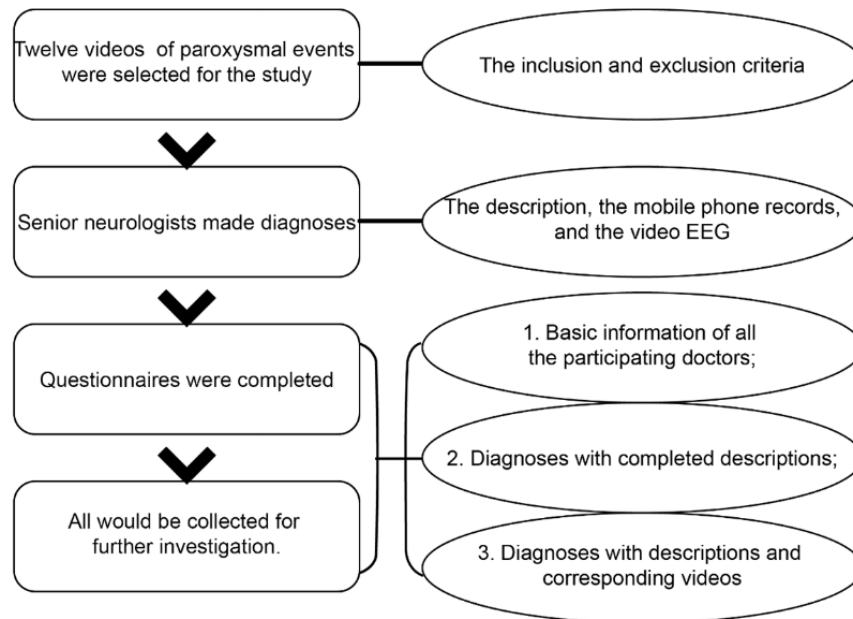 Twelve videos of paroxysmal events
were selected for the study
The inclusion and exclusion criteria
Senior neurologists made diagnoses
The description, the mobile phone records,
and the video EEG
Questionnaires were completed
1. Basic information of all
the participating doctors;
2. Diagnoses with completed descriptions;
All would be collected for
further investigation.
3. Diagnoses with descriptions and
corresponding videos